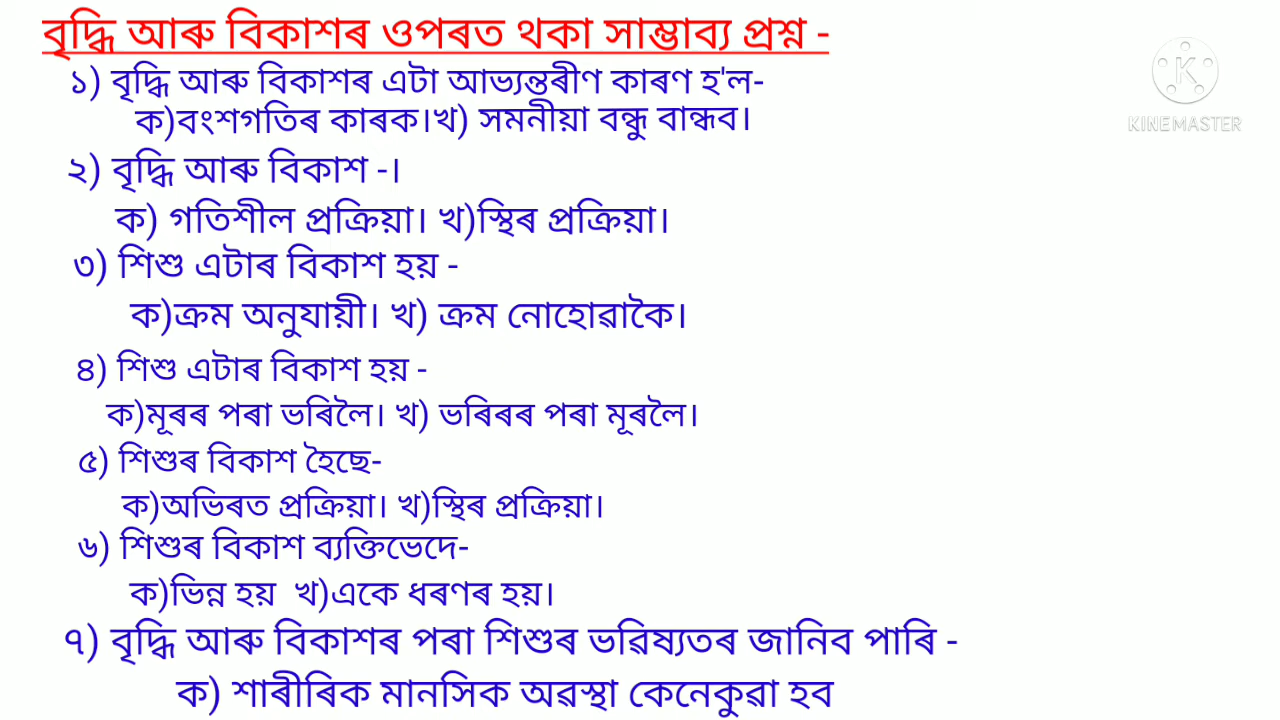 বৃদ্ধি আৰু বিকাশৰ ওপৰত থকা সাম্ভাব্য প্ৰশ্ন -
১) বৃদ্ধি আৰু বিকাশৰ এটা আভ্যন্তৰীণ কাৰণ হ'ল-
ক)বংশগতিৰ কাৰক।খ) সমনীয়া বন্ধু বান্ধব।
২) বৃদ্ধি আৰু বিকাশ -।
ক) গতিশীল প্ৰক্ৰিয়া। খ)স্থিৰ প্ৰক্ৰিয়া।
৩) শিশু এটাৰ বিকাশ হয় -
ক)ক্ৰম অনুযায়ী। খ) ক্ৰম নোহোৱাকৈ।
৪) শিশু এটাৰ বিকাশ হয় -
ক)মূৰৰ পৰা ভৰিলৈ। খ) ভৰিৰৰ পৰা মূৰলৈ।
৫) শিশুৰ বিকাশ হৈছে-
ক)অভিৰত প্ৰক্ৰিয়া। খ)স্থিৰ প্ৰক্ৰিয়া।
৬) শিশুৰ বিকাশ ব্যক্তিভেদে-
ক)ভিন্ন হয় খ)একে ধৰণৰ হয়।
৭) বৃদ্ধি আৰু বিকাশৰ পৰা শিশুৰ ভৱিষ্যতৰ জানিব পাৰি -
ক) শাৰীৰিক মানসিক অৱস্থা কেনেকুৱা হব
K
KINEMASTER